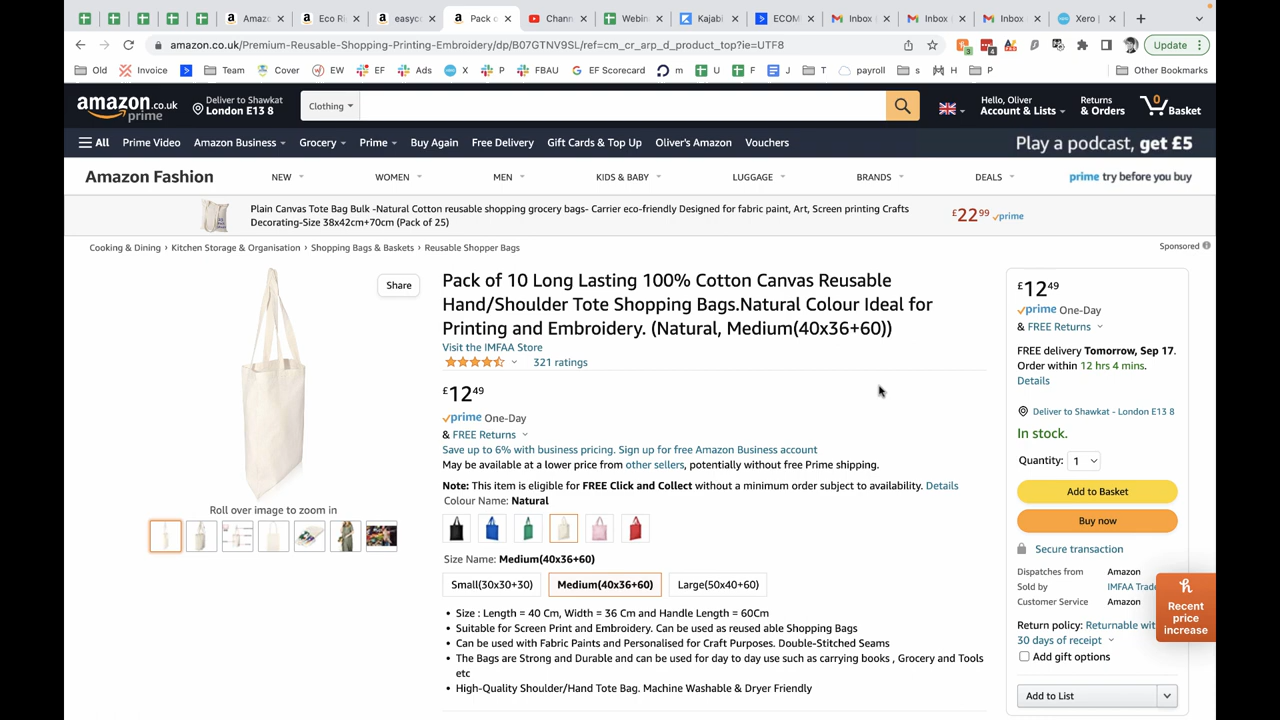 Amaz
Eco Ri
easyc
Pack o
Chann
Webin
Kajabi
ECOM
Inbox
Inbox
Inbox
Xero |
amazon.co.uk/Premium-Reusable-Shopping-Printing-Embroidery/dp/B07GTNV9SL/ref=cm_cr_arp_d_product_top?ie=UTF8
Update
Old
Invoice
Team
Cover
EW
EF
Ads
X
P
FBAU
EF Scorecard
m
U
F
J
T
payroll
s
H
P
Other Bookmarks
amazon.co.uk
prime
Deliver to Shawkat
London E13 8
Clothing
Hello, Oliver
Account & Lists
Returns
& Orders
0
Basket
All
Prime Video
Amazon Business
Grocery
Prime
Buy Again
Free Delivery
Gift Cards & Top Up
Oliver's Amazon
Vouchers
Play a podcast, get £5
Amazon Fashion
NEW
WOMEN
MEN
KIDS & BABY
LUGGAGE
BRANDS
DEALS
prime try before you buy
Plain Canvas Tote Bag Bulk -Natural Cotton reusable shopping grocery bags- Carrier eco-friendly Designed for fabric paint, Art, Screen printing Crafts
Decorating-Size 38x42cm+70cm (Pack of 25)
£22.99 prime
Cooking & Dining › Kitchen Storage & Organisation › Shopping Bags & Baskets › Reusable Shopper Bags
Sponsored
Share
Roll over image to zoom in
Pack of 10 Long Lasting 100% Cotton Canvas Reusable
Hand/Shoulder Tote Shopping Bags.Natural Colour Ideal for
Printing and Embroidery. (Natural, Medium(40x36+60))
Visit the IMFAA Store
321 ratings
£12.49
prime One-Day
& FREE Returns
Save up to 6% with business pricing. Sign up for free Amazon Business account
May be available at a lower price from other sellers, potentially without free Prime shipping.
Note: This item is eligible for FREE Click and Collect without a minimum order subject to availability. Details
Colour Name: Natural
Size Name: Medium(40x36+60)
Small(30x30+30)
Medium(40x36+60)
Large(50x40+60)
• Size : Length = 40 Cm, Width = 36 Cm and Handle Length = 60Cm
• Suitable for Screen Print and Embroidery. Can be used as reused able Shopping Bags
• Can be used with Fabric Paints and Personalised for Craft Purposes. Double-Stitched Seams
• The Bags are Strong and Durable and can be used for day to day use such as carrying books , Grocery and Tools
etc
• High-Quality Shoulder/Hand Tote Bag. Machine Washable & Dryer Friendly
£12.49
prime One-Day
& FREE Returns
FREE delivery Tomorrow, Sep 17.
Order within 12 hrs 4 mins.
Details
Deliver to Shawkat - London E13 8
In stock.
Quantity: 1
Add to Basket
Buy now
Secure transaction
Dispatches from Amazon
Sold by IMFAA Trad
Customer Service Amazon
Return policy: Returnable wit
30 days of receipt
Add gift options
Add to List
h
Recent
price
increase